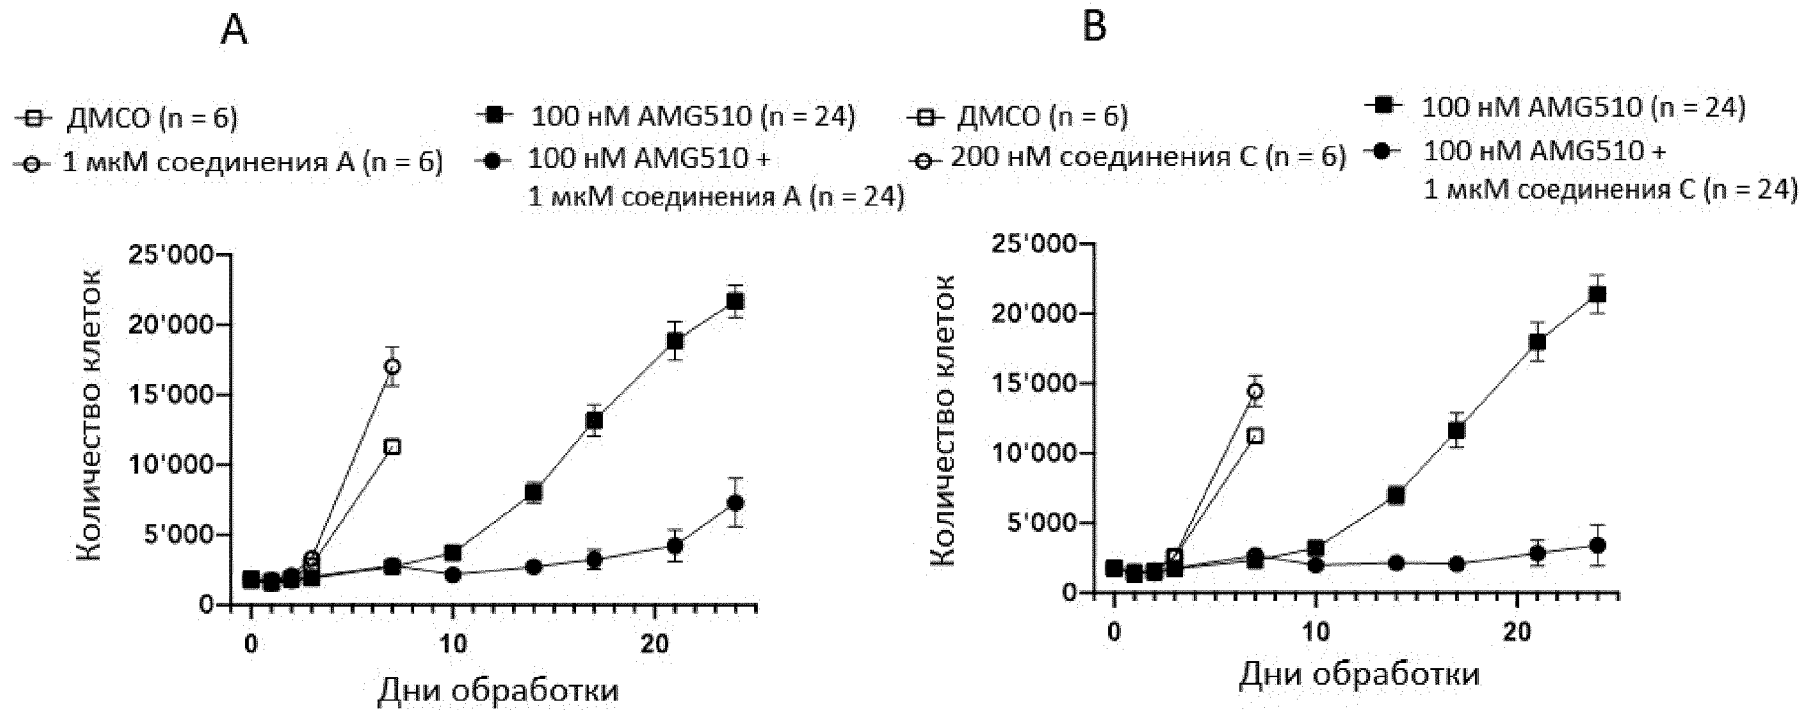 A
ДМСО (n = 6)
1 мкМ соединения A (n = 6)
100 нМ AMG510 (n = 24)
100 нМ AMG510 +
1 мкМ соединения A (n = 24)
25'000
20'000
15'000
10'000
5'000
0
Количество клеток
0 10 20
Дни обработки
B
ДМСО (n = 6)
200 нМ соединения C (n = 6)
100 нМ AMG510 (n = 24)
100 нМ AMG510 +
1 мкМ соединения C (n = 24)
25'000
20'000
15'000
10'000
5'000
0
Количество клеток
0 10 20
Дни обработки